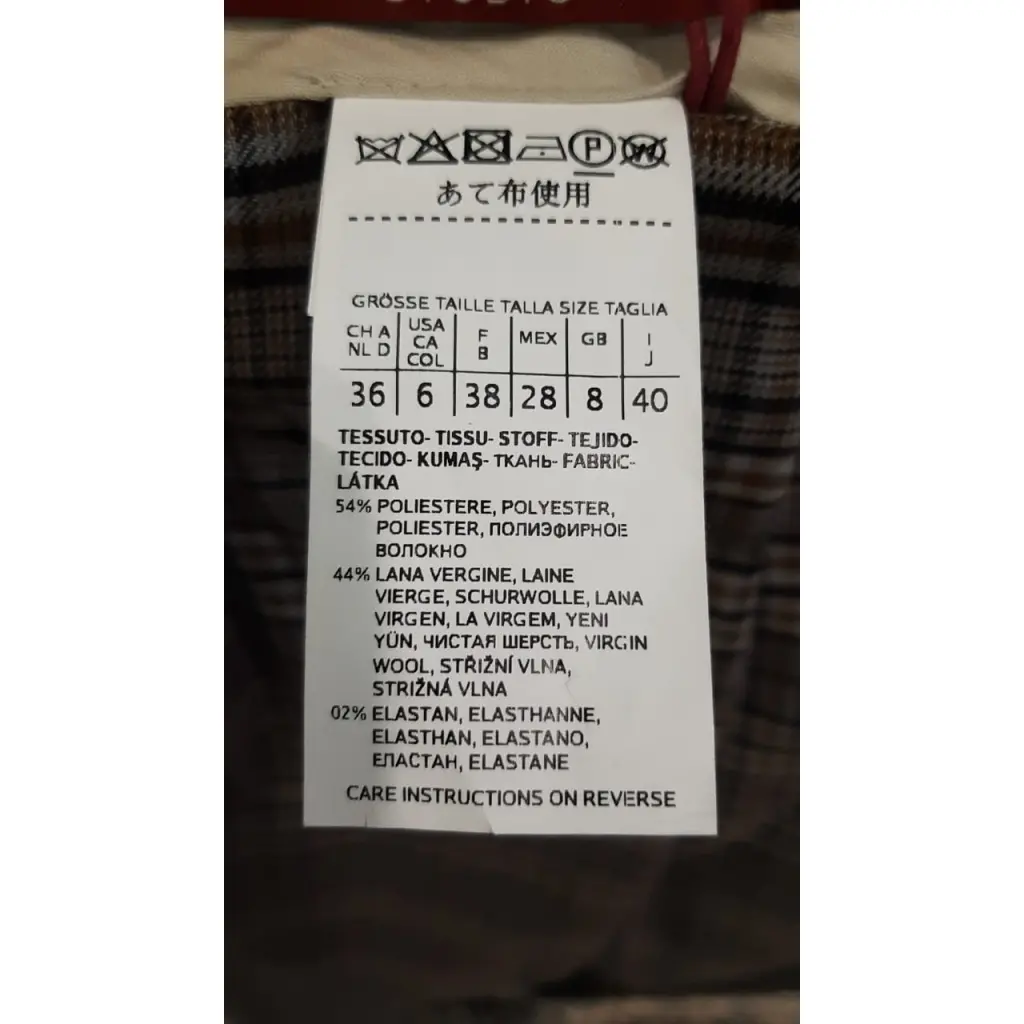 STUDIO
P W
あて布使用
GRÖSSE TAILLE TALLA SIZE TAGLIA
CH A NL D USA CA COL F B MEX GB I J
36 6 38 28 8 40
TESSUTO- TISSU- STOFF- TEJIDO-
TECIDO- KUMAŞ- ТКАНЬ- FABRIC-
LÁTKA
54% POLIESTERE, POLYESTER,
POLIESTER, ПОЛИЭФИРНОЕ
ВОЛОКНО
44% LANA VERGINE, LAINE
VIERGE, SCHURWOLLE, LANA
VIRGEN, LA VIRGEM, YENI
YÜN, ЧИСТАЯ ШЕРСТЬ, VIRGIN
WOOL, STŘIŽNÍ VLNA,
STRIŽNÁ VLNA
02% ELASTAN, ELASTHANNE,
ELASTHAN, ELASTANO,
ЕЛАСТАН, ELASTANE
CARE INSTRUCTIONS ON REVERSE